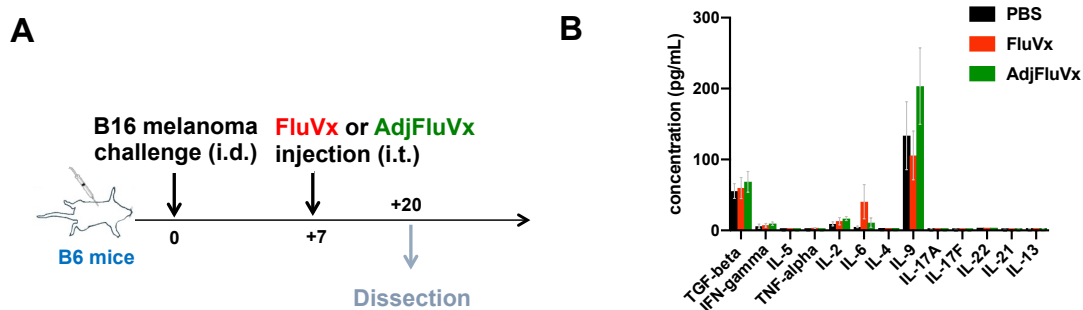 A
B16 melanoma
challenge (i.d.)
FluVx or AdjFluVx
injection (i.t.)
+20
0
+7
B6 mice
Dissection
B
PBS
FluVx
AdjFluVx
concentration (pg/mL)
300
200
100
0
TGF-beta
IFN-gamma
IL-5
TNF-alpha
IL-2
IL-6
IL-4
IL-9
IL-17A
IL-17F
IL-22
IL-21
IL-13